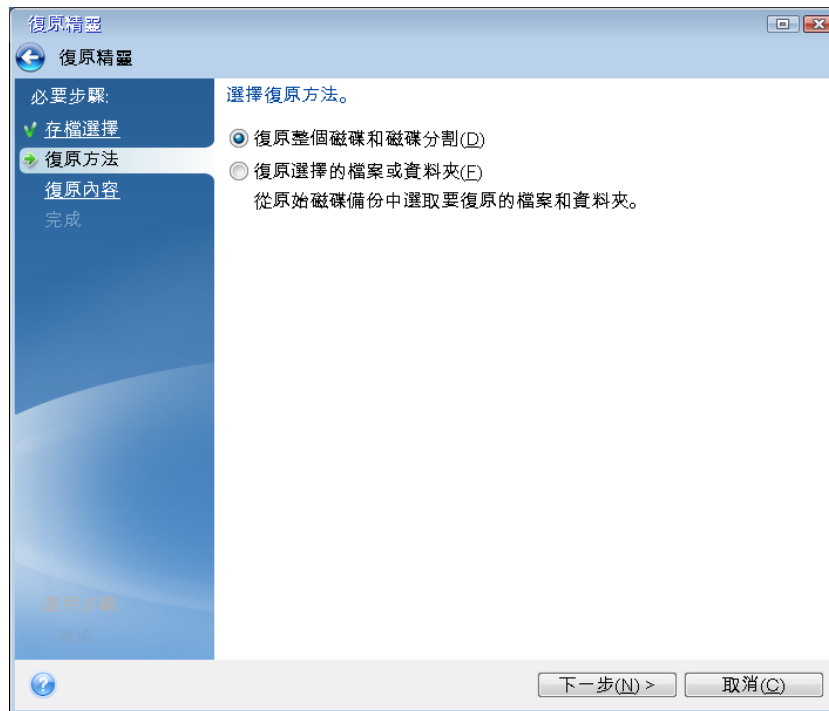 復原精靈
復原精靈
必要步驟:
存檔選擇
復原方法
復原內容
完成
選擇復原方法。
復原整個磁碟和磁碟分割(D)
復原選擇的檔案或資料夾(F)
從原始磁碟備份中選取要復原的檔案和資料夾。
下一步(N) >
取消(C)